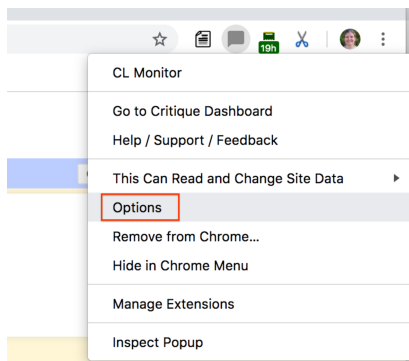 19h
CL Monitor
Go to Critique Dashboard
Help / Support / Feedback
This Can Read and Change Site Data
Options
Remove from Chrome...
Hide in Chrome Menu
Manage Extensions
Inspect Popup